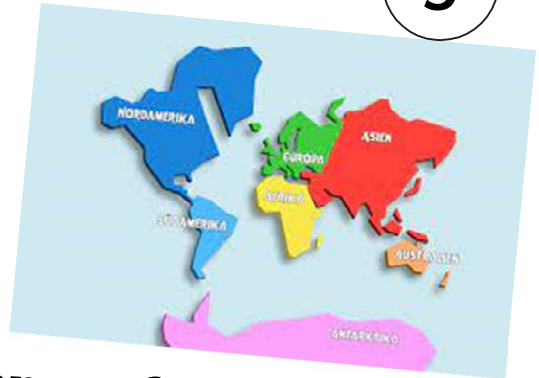 NORDAMERIKA
ASIEN
EUROPA
AFRIKA
SÜDAMERIKA
AUSTRALIEN
ANTARKTIKA